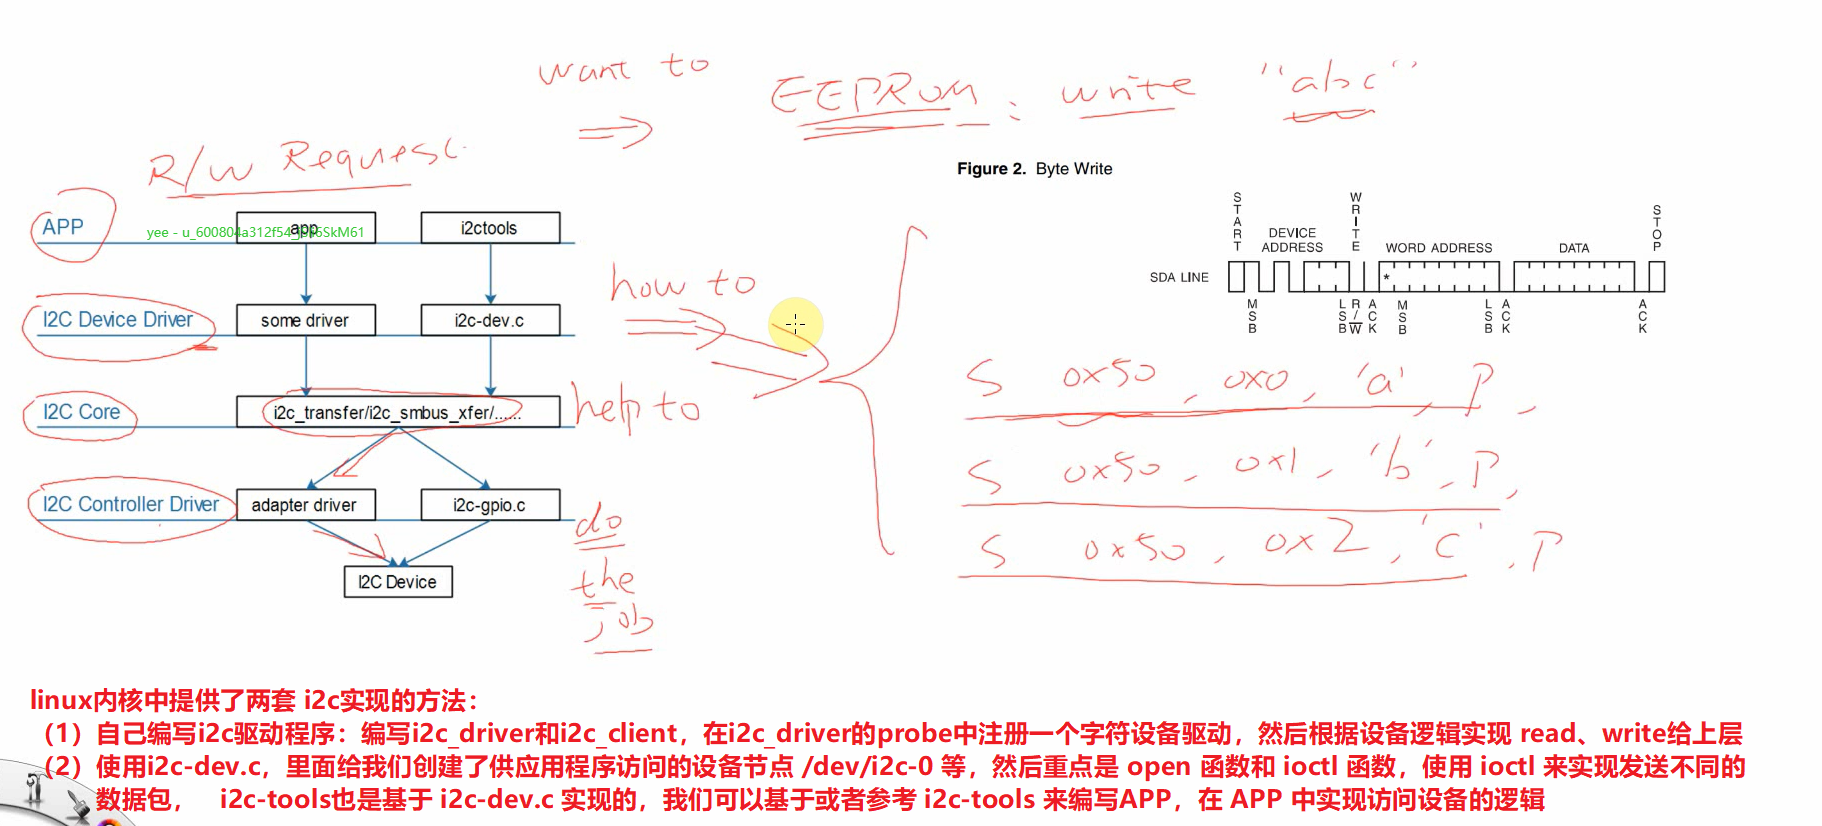 want to
EEPROM : write "abc"
R/W Request
Figure 2. Byte Write
START
WRITE
STOP
DEVICE ADDRESS
WORD ADDRESS
DATA
SDA LINE
*
MSB
LSB
R/W
ACK
MSB
LSB
ACK
ACK
APP
app
i2ctools
how to
I2C Device Driver
some driver
i2c-dev.c
I2C Core
i2c_transfer/i2c_smbus_xfer/......
help to
I2C Controller Driver
adapter driver
i2c-gpio.c
do
the
job
I2C Device
S 0x50, 0x0, 'a', P,
S 0x50, 0x1, 'b', P,
S 0x50, 0x2, 'c', P
linux内核中提供了两套 i2c实现的方法：
（1）自己编写i2c驱动程序：编写i2c_driver和i2c_client，在i2c_driver的probe中注册一个字符设备驱动，然后根据设备逻辑实现 read、write给上层
（2）使用i2c-dev.c，里面给我们创建了供应用程序访问的设备节点 /dev/i2c-0 等，然后重点是 open 函数和 ioctl 函数，使用 ioctl 来实现发送不同的
数据包， i2c-tools也是基于 i2c-dev.c 实现的，我们可以基于或者参考 i2c-tools 来编写APP，在 APP 中实现访问设备的逻辑